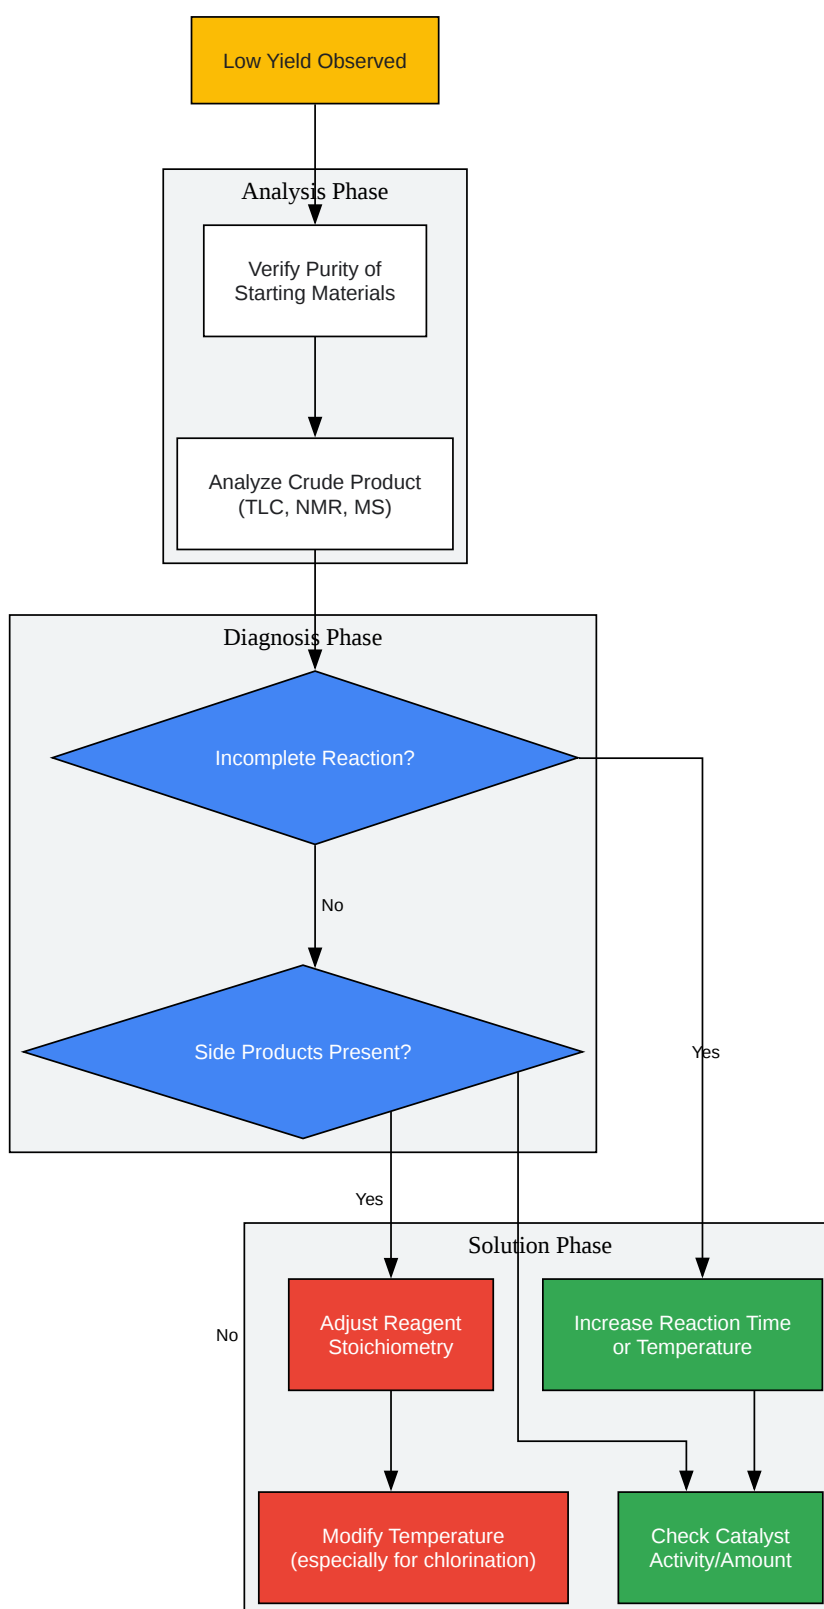 Low Yield Observed
Analysis Phase
Verify Purity of
Starting Materials
Analyze Crude Product
(TLC, NMR, MS)
Diagnosis Phase
Incomplete Reaction?
No
Side Products Present?
Yes
Yes
Solution Phase
No
Adjust Reagent
Stoichiometry
Increase Reaction Time
or Temperature
Modify Temperature
(especially for chlorination)
Check Catalyst
Activity/Amount